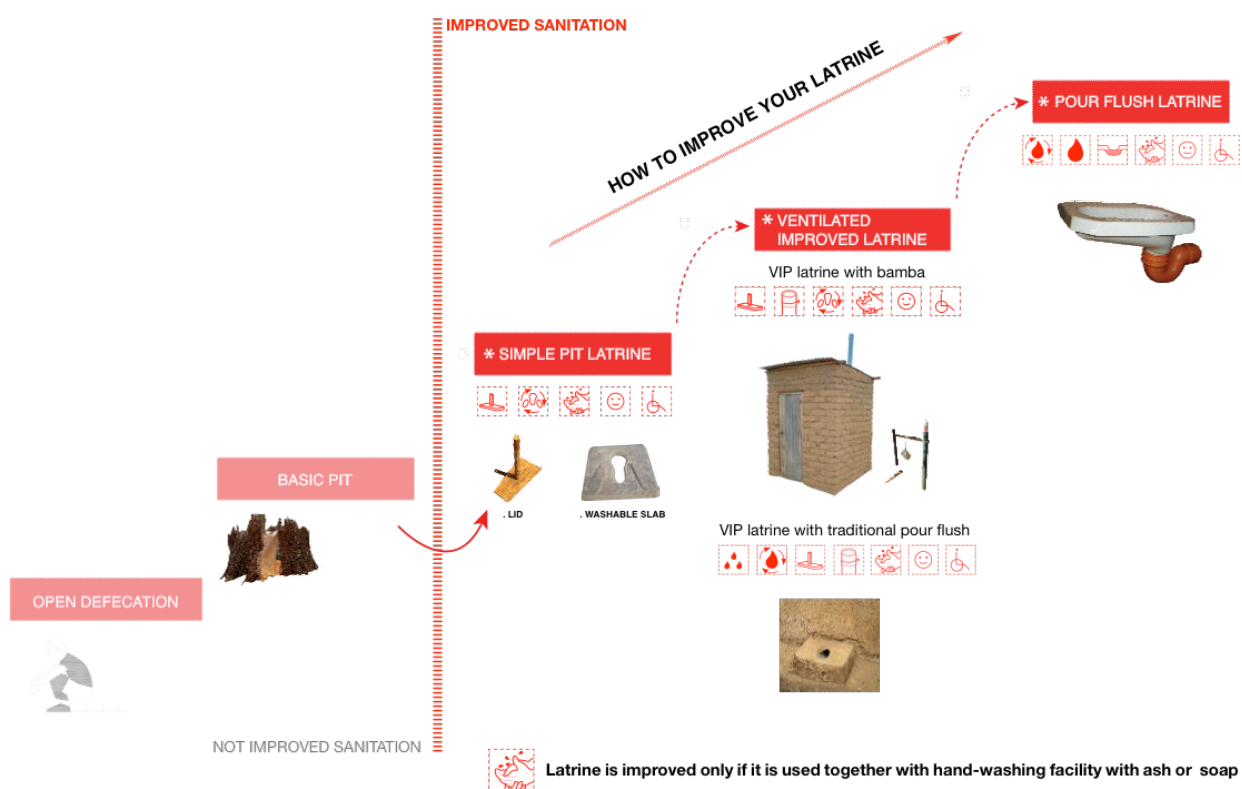 IMPROVED SANITATION
HOW TO IMPROVE YOUR LATRINE
* POUR FLUSH LATRINE
* VENTILATED
IMPROVED LATRINE
VIP latrine with bamba
* SIMPLE PIT LATRINE
. LID
. WASHABLE SLAB
BASIC PIT
VIP latrine with traditional pour flush
OPEN DEFECATION
NOT IMPROVED SANITATION
Latrine is improved only if it is used together with hand-washing facility with ash or soap